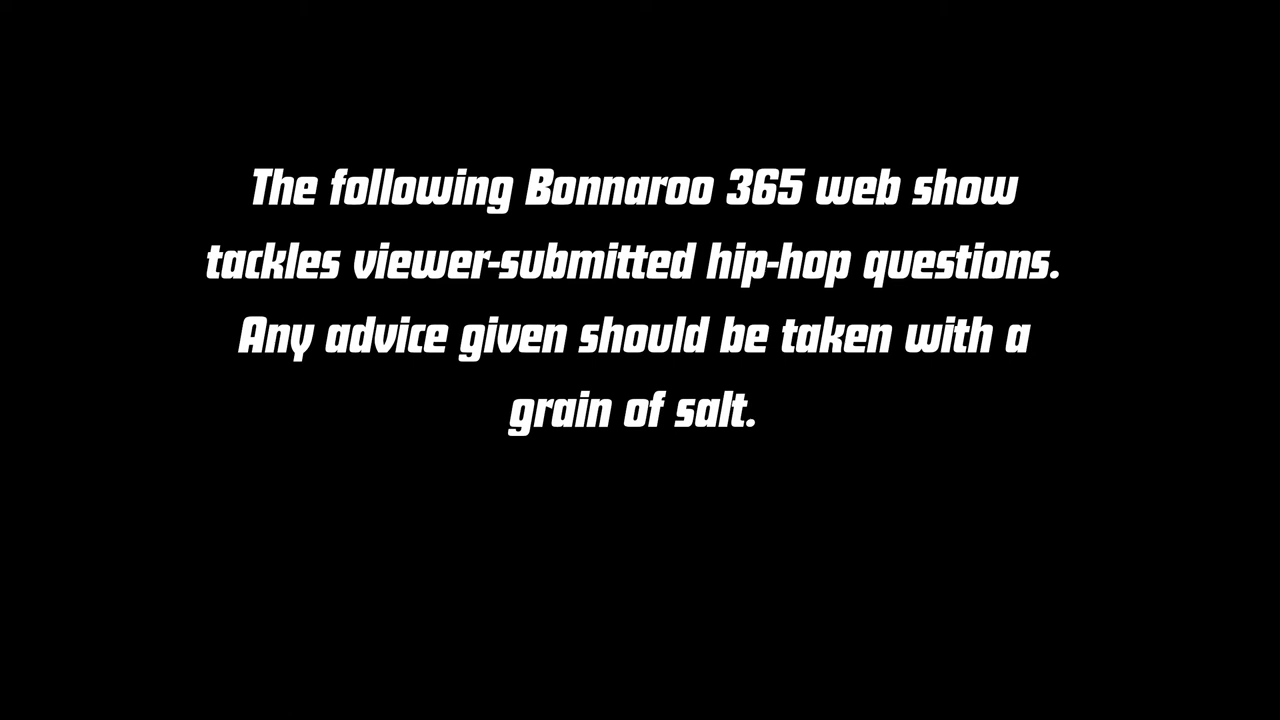 The following Bonnaroo 365 web show
tackles viewer-submitted hip-hop questions.
Any advice given should be taken with a
grain of salt.